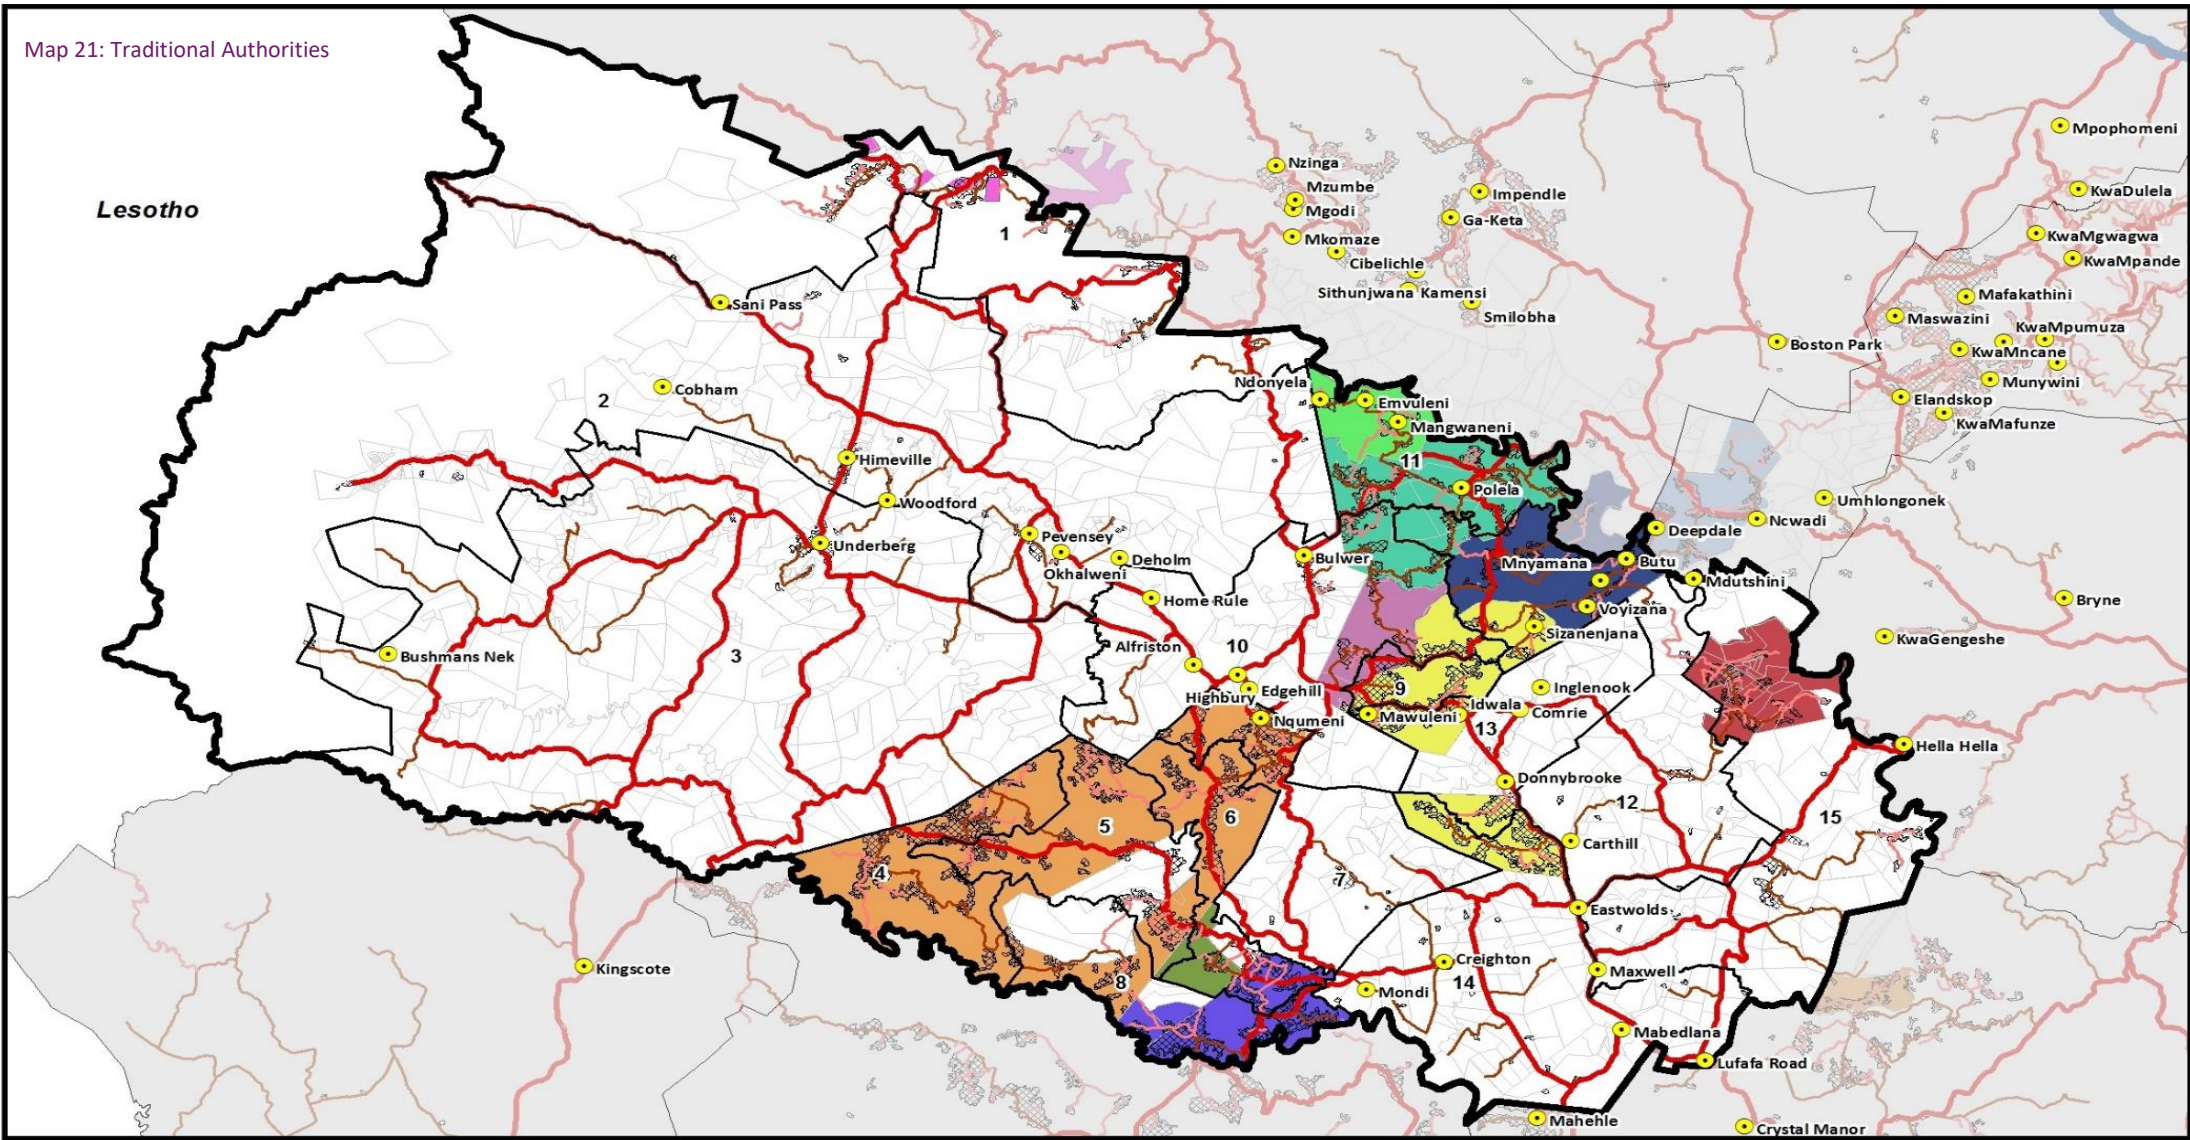 Map 21: Traditional Authorities
Mpophomeni
Nzinga
Mzumbe
Impendle
KwaDulela
Lesotho
Mgodi
Ga-Keta
1
Mkomaze
KwaMgwagwa
Cibelichle
KwaMpande
Sithunjwana Kamensi
Mafakathini
Sani Pass
Smilobha
Maswazini
KwaMpumuza
Boston Park
KwaMncane
Ndonyela
Munywini
Cobham
2
Emvuleni
Elandskop
Mangwaneni
KwaMafunze
Himeville
11
Polela
Woodford
Umhlongonek
Ncwadi
Deepdale
Pevensey
Underberg
Bulwer
Deholm
Mnyamana
Butu
Okhalweni
Mdutshini
Home Rule
Voyizana
Bryne
Sizanenjana
KwaGengeshe
Alfriston
10
Bushmans Nek
3
Edgehill
9
Inglenook
Highbury
Idwala
Nqumeni
Mawuleni
Comrie
13
Hella Hella
Donnybrooke
12
5
6
15
Carthill
4
7
Eastwolds
Creighton
Kingscote
Maxwell
8
Mondi
14
Mabedlana
Lufafa Road
Mahehle
Crystal Manor